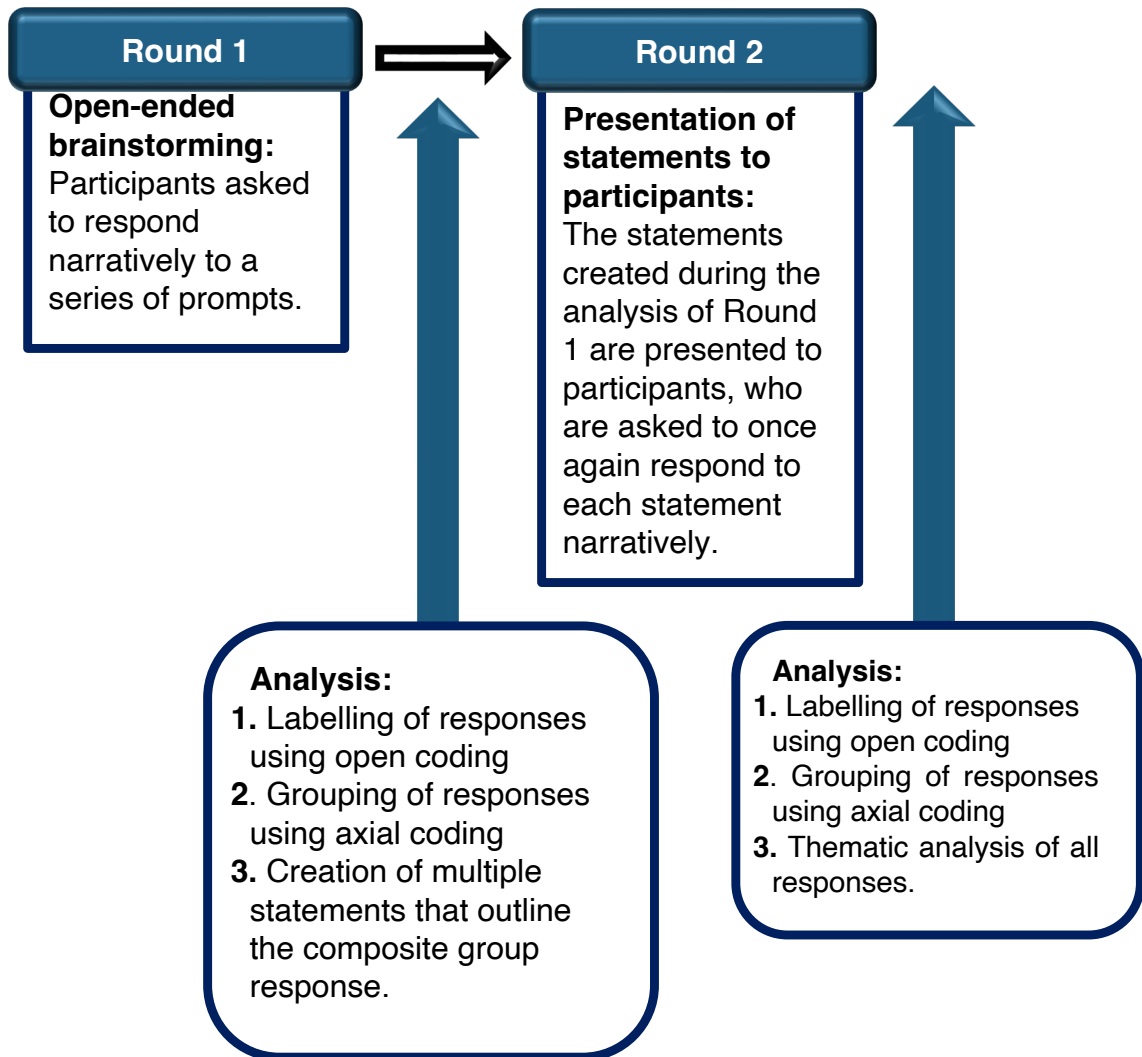 Round 1
Open-ended
brainstorming:
Participants asked
to respond
narratively to a
series of prompts.
Round 2
Presentation of
statements to
participants:
The statements
created during the
analysis of Round
1 are presented to
participants, who
are asked to once
again respond to
each statement
narratively.
Analysis:
1. Labelling of responses
using open coding
2. Grouping of responses
using axial coding
3. Creation of multiple
statements that outline
the composite group
response.
Analysis:
1. Labelling of responses
using open coding
2. Grouping of responses
using axial coding
3. Thematic analysis of all
responses.